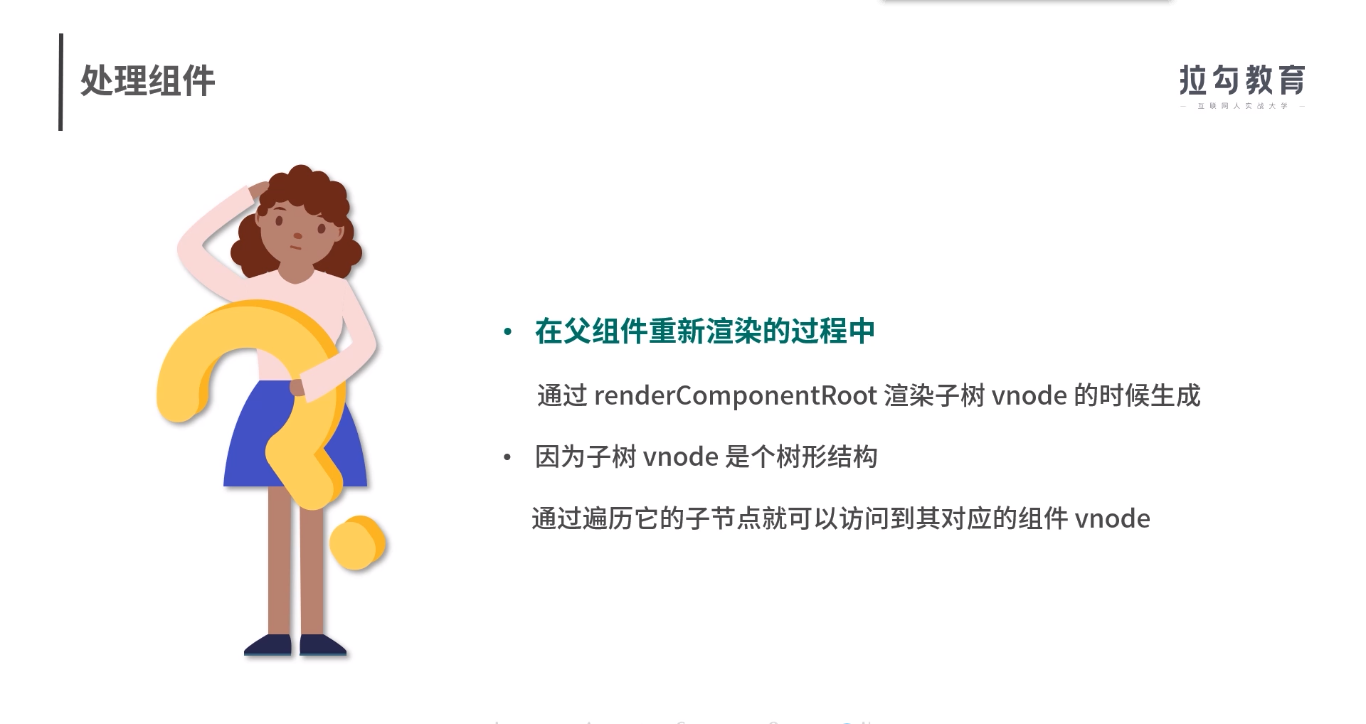 处理组件
拉勾教育
— 互联网人实战大学 —
• 在父组件重新渲染的过程中
通过 renderComponentRoot 渲染子树 vnode 的时候生成
• 因为子树 vnode 是个树形结构
通过遍历它的子节点就可以访问到其对应的组件 vnode